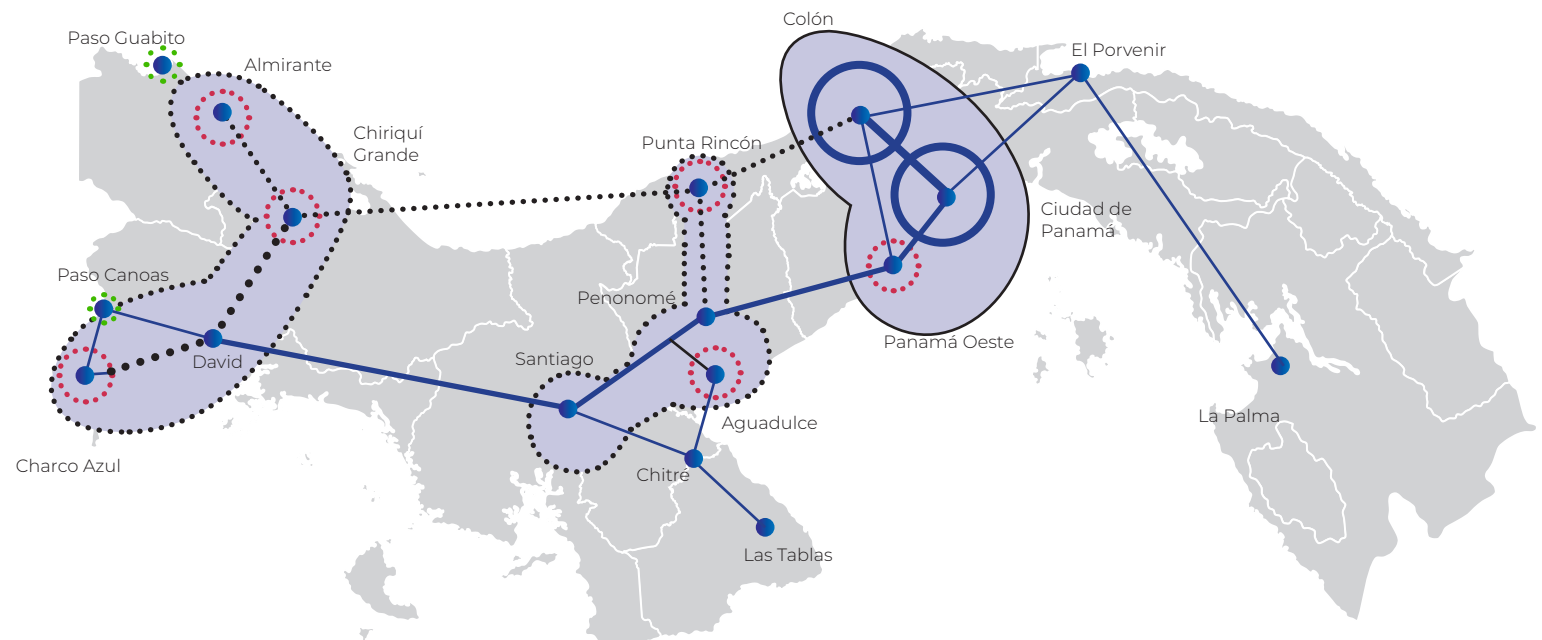 Colón
Paso Guabito
El Porvenir
Almirante
Chiriquí
Grande
Punta Rincón
Ciudad de
Panamá
Paso Canoas
Penonomé
Panamá Oeste
David
Santiago
La Palma
Aguadulce
Charco Azul
Chitré
Las Tablas